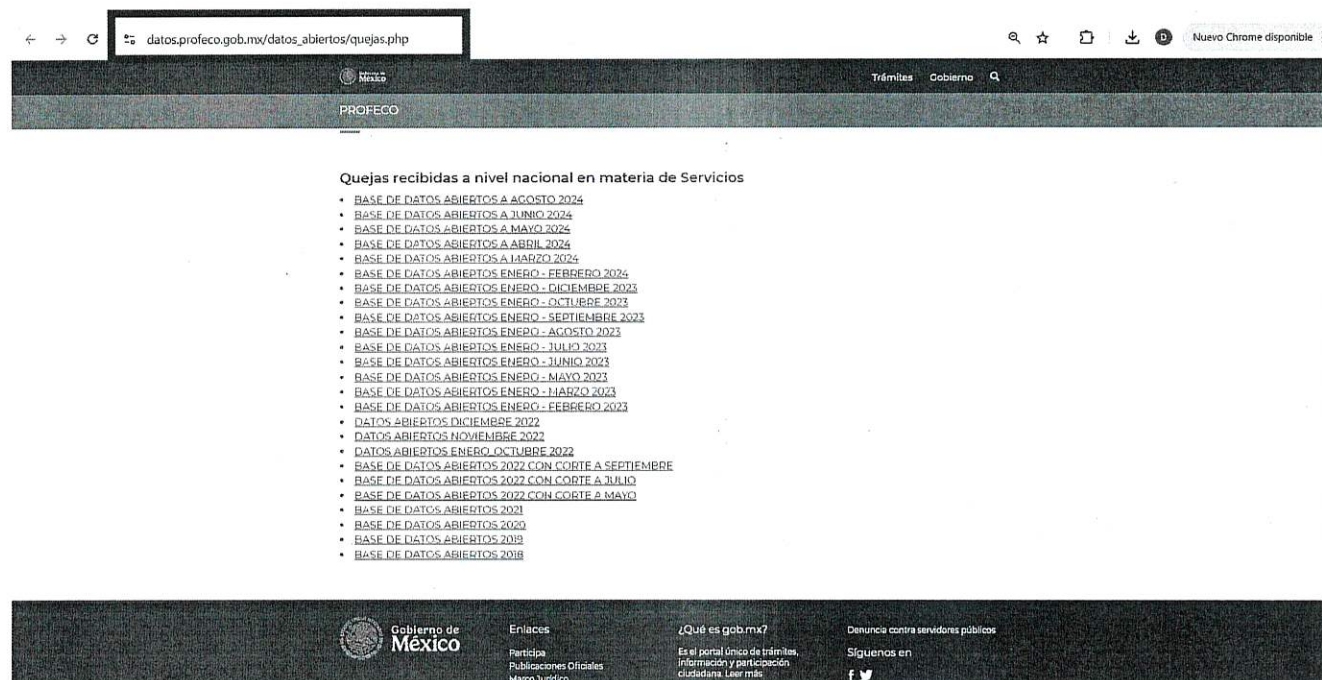 datos.profeco.gob.mx/datos_abiertos/quejas.php
D
Nuevo Chrome disponible
Gobierno de
México
Trámites Gobierno
PROFECO
Quejas recibidas a nivel nacional en materia de Servicios
• BASE DE DATOS ABIERTOS A AGOSTO 2024
• BASE DE DATOS ABIERTOS A JUNIO 2024
• BASE DE DATOS ABIERTOS A MAYO 2024
• BASE DE DATOS ABIERTOS A ABRIL 2024
• BASE DE DATOS ABIERTOS A MARZO 2024
• BASE DE DATOS ABIERTOS ENERO - FEBRERO 2024
• BASE DE DATOS ABIERTOS ENERO - DICIEMBRE 2023
• BASE DE DATOS ABIERTOS ENERO - OCTUBRE 2023
• BASE DE DATOS ABIERTOS ENERO - SEPTIEMBRE 2023
• BASE DE DATOS ABIERTOS ENERO - AGOSTO 2023
• BASE DE DATOS ABIERTOS ENERO - JULIO 2023
• BASE DE DATOS ABIERTOS ENERO - JUNIO 2023
• BASE DE DATOS ABIERTOS ENERO - MAYO 2023
• BASE DE DATOS ABIERTOS ENERO - MARZO 2023
• BASE DE DATOS ABIERTOS ENERO - FEBRERO 2023
• DATOS ABIERTOS DICIEMBRE 2022
• DATOS ABIERTOS NOVIEMBRE 2022
• DATOS ABIERTOS ENERO_OCTUBRE 2022
• BASE DE DATOS ABIERTOS 2022 CON CORTE A SEPTIEMBRE
• BASE DE DATOS ABIERTOS 2022 CON CORTE A JULIO
• BASE DE DATOS ABIERTOS 2022 CON CORTE A MAYO
• BASE DE DATOS ABIERTOS 2021
• BASE DE DATOS ABIERTOS 2020
• BASE DE DATOS ABIERTOS 2019
• BASE DE DATOS ABIERTOS 2018
Gobierno de
México
Enlaces
Participa
Publicaciones Oficiales
Marco Jurídico
¿Qué es gob.mx?
Es el portal único de trámites,
información y participación
ciudadana. Leer más
Denuncia contra servidores públicos
Síguenos en